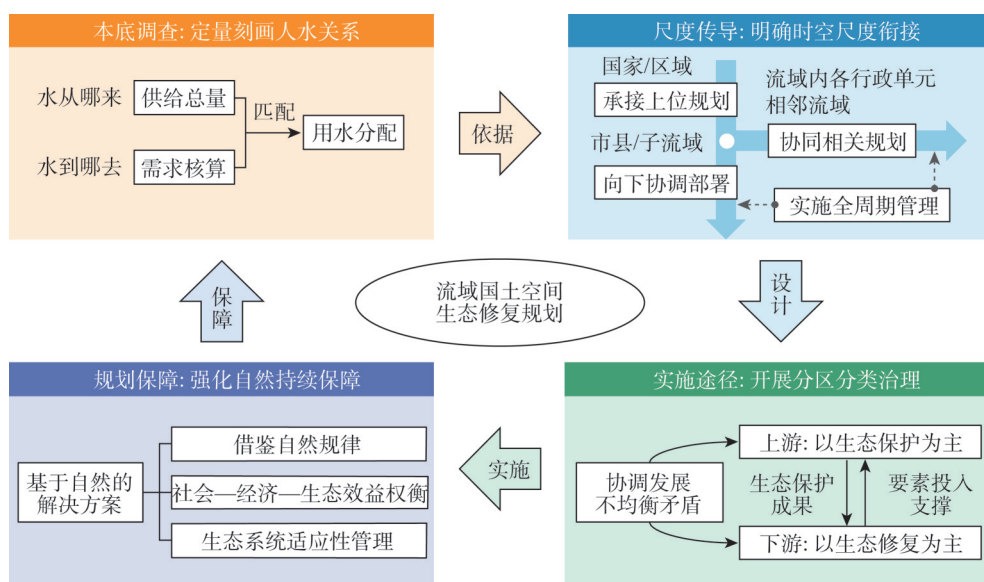 本底调查: 定量刻画人水关系
水从哪来
供给总量
匹配
用水分配
水到哪去
需求核算
依据
尺度传导: 明确时空尺度衔接
国家/区域
承接上位规划
流域内各行政单元
相邻流域
市县/子流域
协同相关规划
向下协调部署
实施全周期管理
保障
流域国土空间
生态修复规划
设计
规划保障: 强化自然持续保障
基于自然的
解决方案
借鉴自然规律
社会—经济—生态效益权衡
生态系统适应性管理
实施
实施途径: 开展分区分类治理
协调发展
不均衡矛盾
上游: 以生态保护为主
生态保护
成果
要素投入
支撑
下游: 以生态修复为主